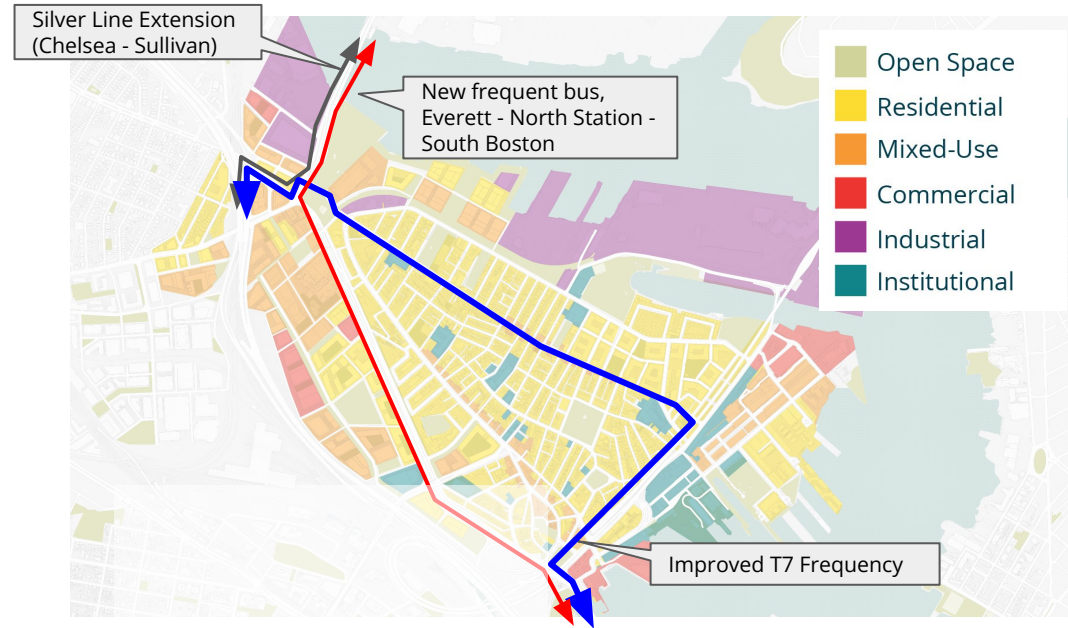 Silver Line Extension
(Chelsea - Sullivan)
New frequent bus,
Everett - North Station -
South Boston
Open Space
Residential
Mixed-Use
Commercial
Industrial
Institutional
Improved T7 Frequency